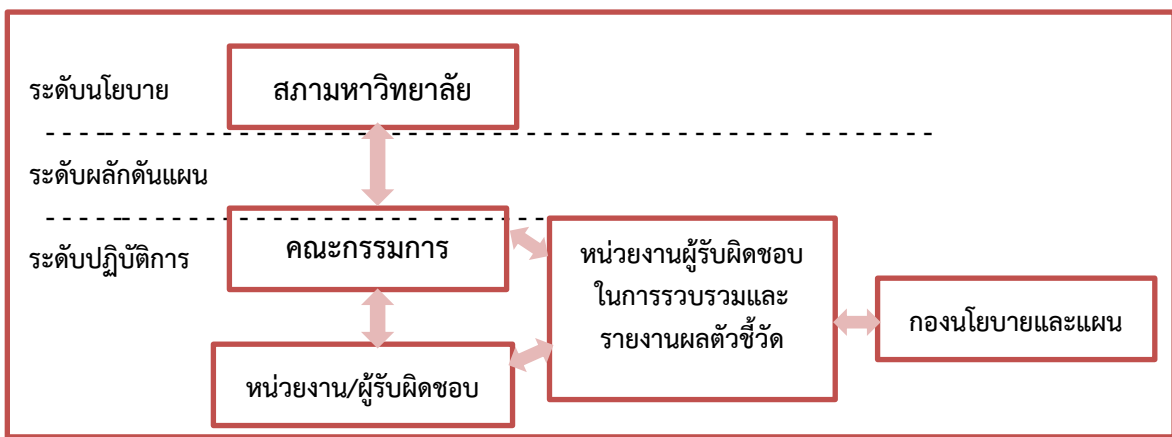 ระดับนโยบาย
สภามหาวิทยาลัย
ระดับผลักดันแผน
ระดับปฏิบัติการ
คณะกรรมการ
หน่วยงานผู้รับผิดชอบ
ในการรวบรวมและ
รายงานผลตัวชี้วัด
กองนโยบายและแผน
หน่วยงาน/ผู้รับผิดชอบ